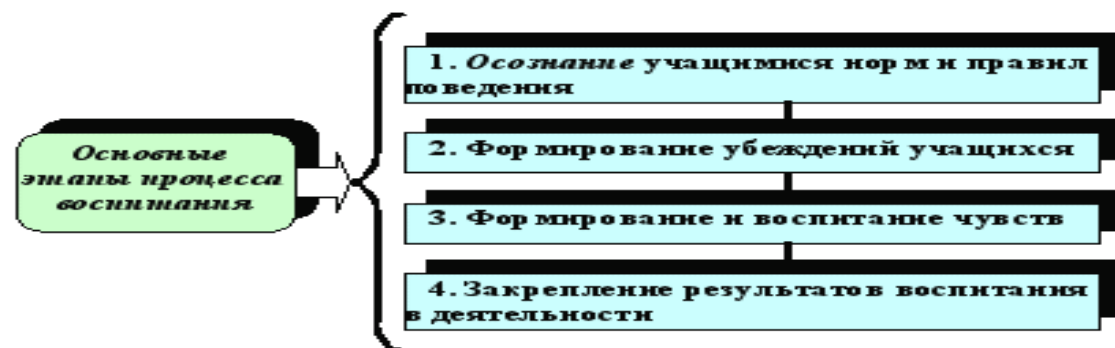 Основные
этапы процесса
воспитания
1. Осознание учащимися норм и правил
поведения
2. Формирование убеждений учащихся
3. Формирование и воспитание чувств
4. Закрепление результатов воспитания
в деятельности